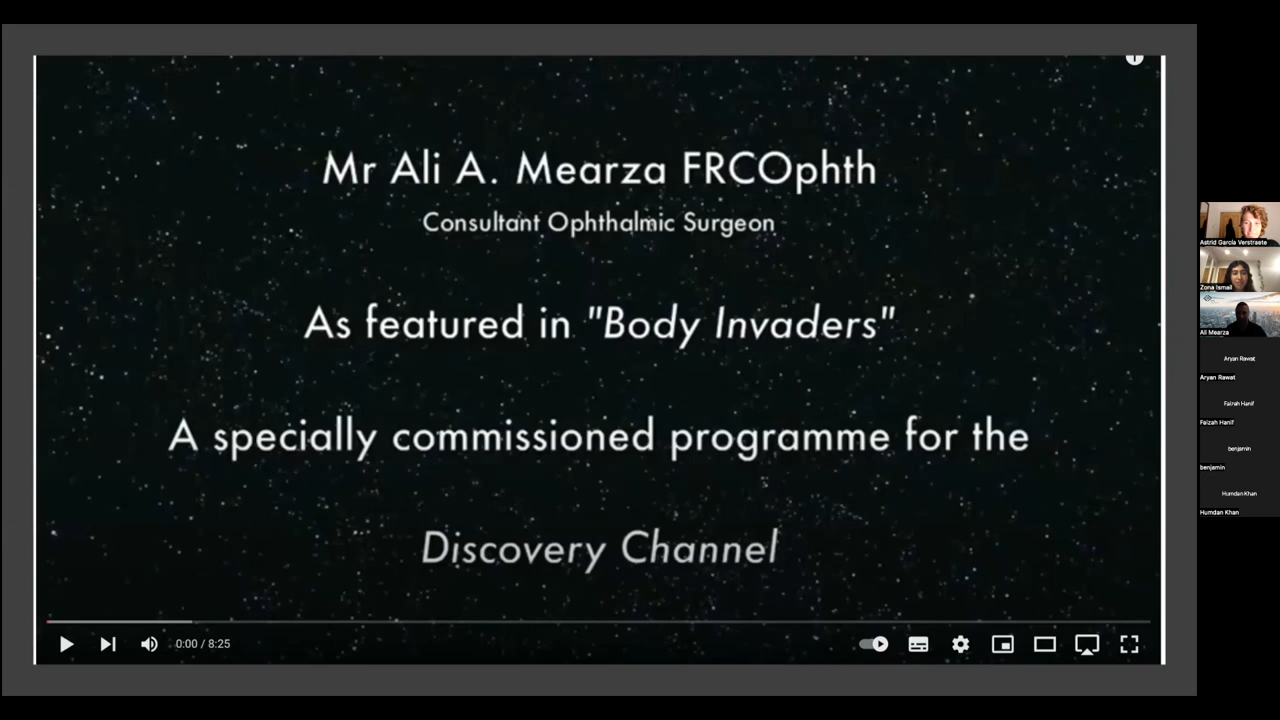 Mr Ali A. Mearza FRCOphth
Consultant Ophthalmic Surgeon
As featured in "Body Invaders"
A specially commissioned programme for the
Discovery Channel
0:00 / 8:25
Astrid García Verstraete
Zona Ismail
Ali Mearza
Aryan Rawat
Aryan Rawat
Faizah Hanif
Faizah Hanif
benjamin
benjamin
Humdan Khan
Humdan Khan